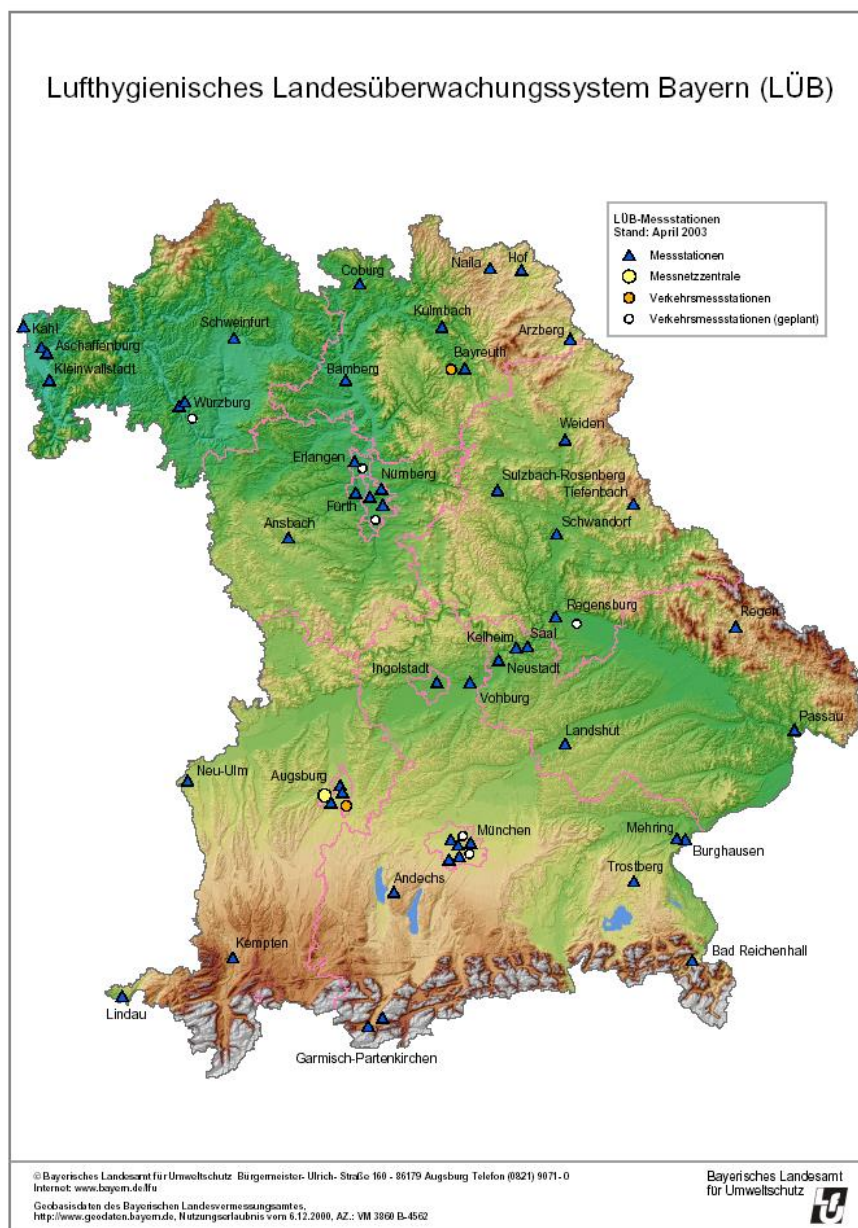 Lufthygienisches Landesüberwachungssystem Bayern (LÜB)
LÜB-Messstationen
Stand: April 2003
Messstationen
Messnetzzentrale
Verkehrsmessstationen
Verkehrsmessstationen (geplant)
Naila
Hof
Coburg
Kulmbach
Kahl
Schweinfurt
Arzberg
Aschaffenburg
Bayreuth
Kleinwallstadt
Bamberg
Würzburg
Weiden
Erlangen
Nürnberg
Sulzbach-Rosenberg
Tiefenbach
Fürth
Ansbach
Schwandorf
Regensburg
Regen
Kelheim
Saal
Ingolstadt
Neustadt
Vohburg
Passau
Landshut
Neu-Ulm
Augsburg
München
Mehring
Burghausen
Trostberg
Andechs
Kempten
Bad Reichenhall
Lindau
Garmisch-Partenkirchen
© Bayerisches Landesamt für Umweltschutz Bürgermeister- Ulrich- Straße 160 - 86179 Augsburg Telefon (0821) 9071- 0
Internet: www.bayern.de/lfu
Geobasisdaten des Bayerischen Landesvermessungsamtes,
http://www.geodaten.bayern.de, Nutzungserlaubnis vom 6.12.2000, AZ.: VM 3860 B-4562
Bayerisches Landesamt
für Umweltschutz